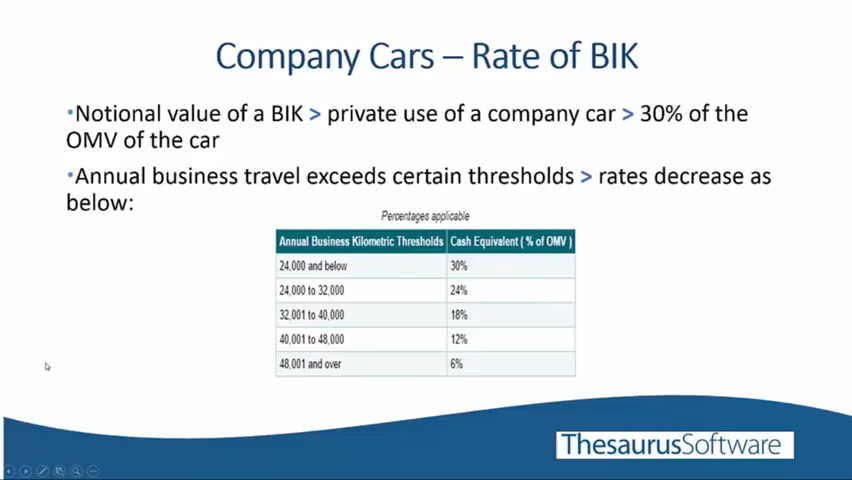 Company Cars – Rate of BIK
•Notional value of a BIK > private use of a company car > 30% of the
OMV of the car
•Annual business travel exceeds certain thresholds > rates decrease as
below:
Percentages applicable
Annual Business Kilometric Thresholds Cash Equivalent ( % of OMV )
24,000 and below 30%
24,000 to 32,000 24%
32,001 to 40,000 18%
40,001 to 48,000 12%
48,001 and over 6%
ThesaurusSoftware